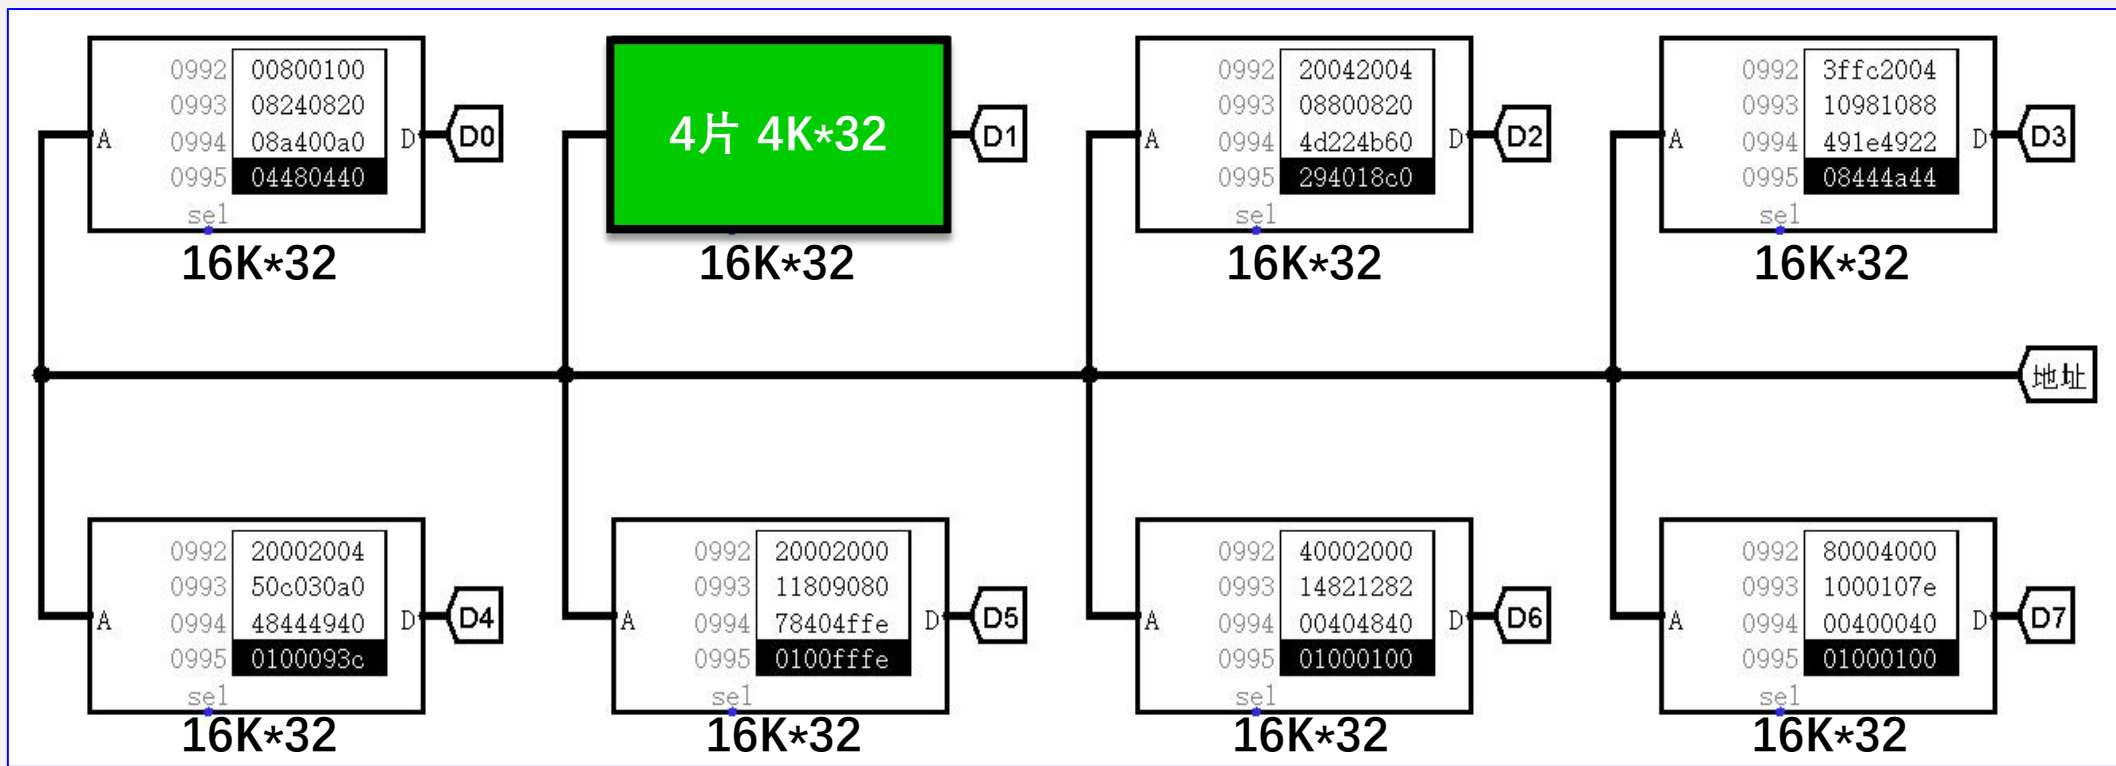 0992 00800100
0993 08240820
A 0994 08a400a0 D D0
0995 04480440
sel
16K*32
4片 4K*32 D1
16K*32
0992 20042004
0993 08800820
A 0994 4d224b60 D D2
0995 294018c0
sel
16K*32
0992 3ffc2004
0993 10981088
A 0994 491e4922 D D3
0995 08444a44
sel
16K*32
地址
0992 20002004
0993 50c030a0
A 0994 48444940 D D4
0995 0100093c
sel
16K*32
0992 20002000
0993 11809080
A 0994 78404ffe D D5
0995 0100fffe
sel
16K*32
0992 40002000
0993 14821282
A 0994 00404840 D D6
0995 01000100
sel
16K*32
0992 80004000
0993 1000107e
A 0994 00400040 D D7
0995 01000100
sel
16K*32